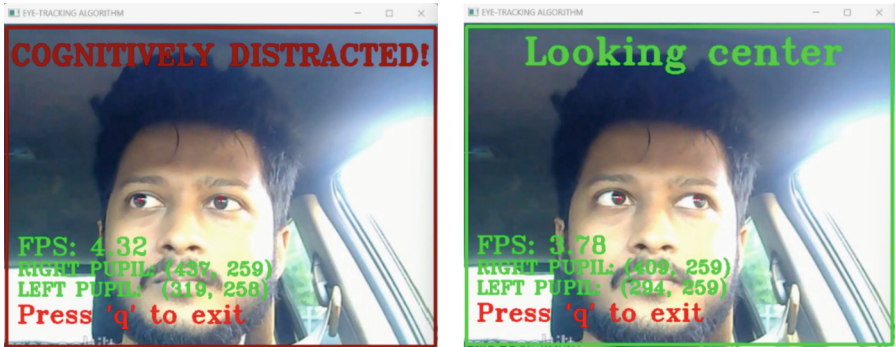 EYE-TRACKING ALGORITHM
COGNITIVELY DISTRACTED!
FPS: 4.32
RIGHT PUPIL: (437, 259)
LEFT PUPIL: (319, 258)
Press 'q' to exit
EYE-TRACKING ALGORITHM
Looking center
FPS: 3.78
RIGHT PUPIL: (409, 259)
LEFT PUPIL: (294, 259)
Press 'q' to exit